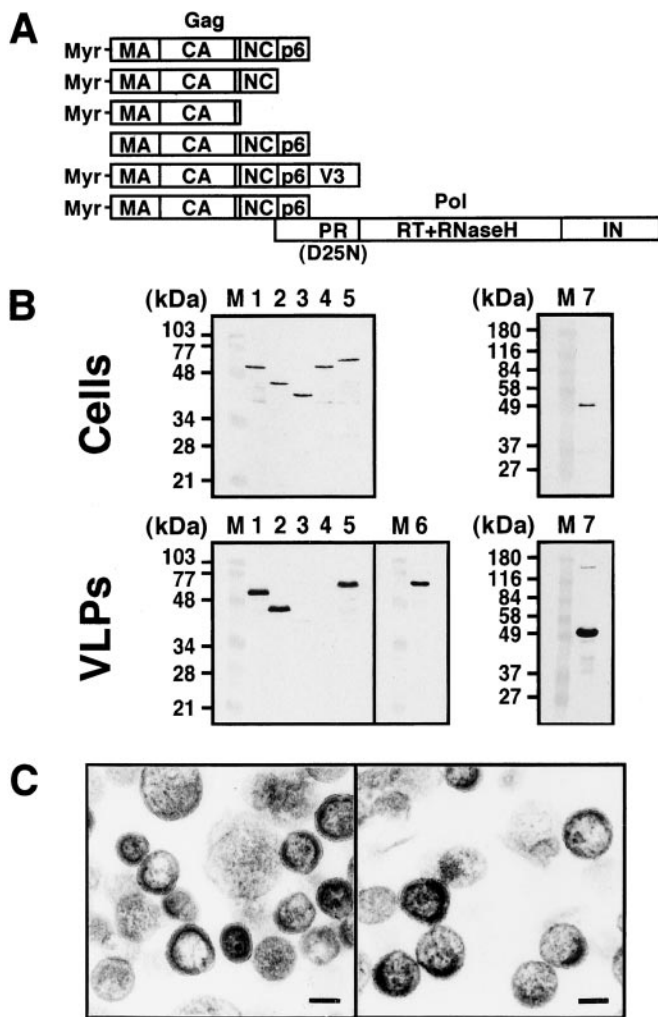 A
Gag
Myr MA CA NC p6
Myr MA CA NC
Myr MA CA
MA CA NC p6
Myr MA CA NC p6 V3
Myr MA CA NC p6 Pol
PR RT+RNaseH IN
(D25N)
B
Cells
(kDa) M 1 2 3 4 5
103
77
48
34
28
21
(kDa) M 7
180
116
84
58
49
37
27
VLPs
(kDa) M 1 2 3 4 5 M 6
103
77
48
34
28
21
(kDa) M 7
180
116
84
58
49
37
27
C